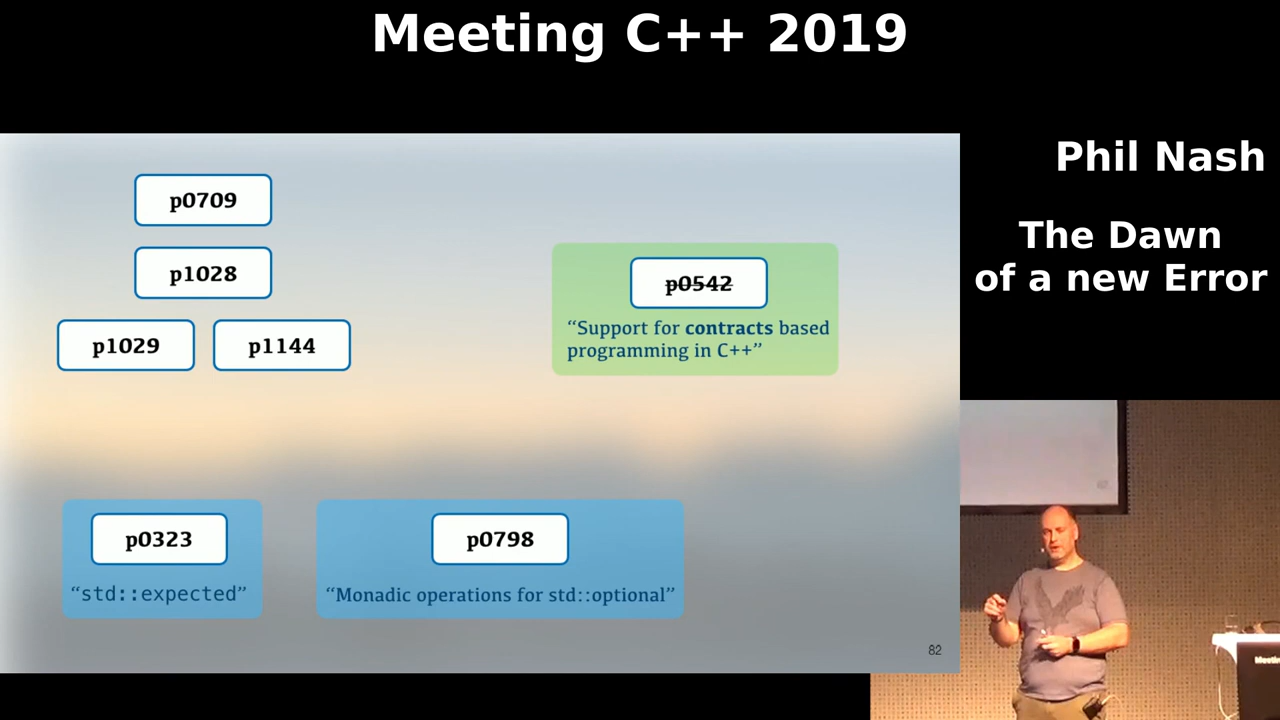 Meeting C++ 2019
Phil Nash
The Dawn
of a new Error
p0709
p1028
p1029
p1144
p0542
“Support for contracts based
programming in C++”
p0323
“std::expected”
p0798
“Monadic operations for std::optional”
82